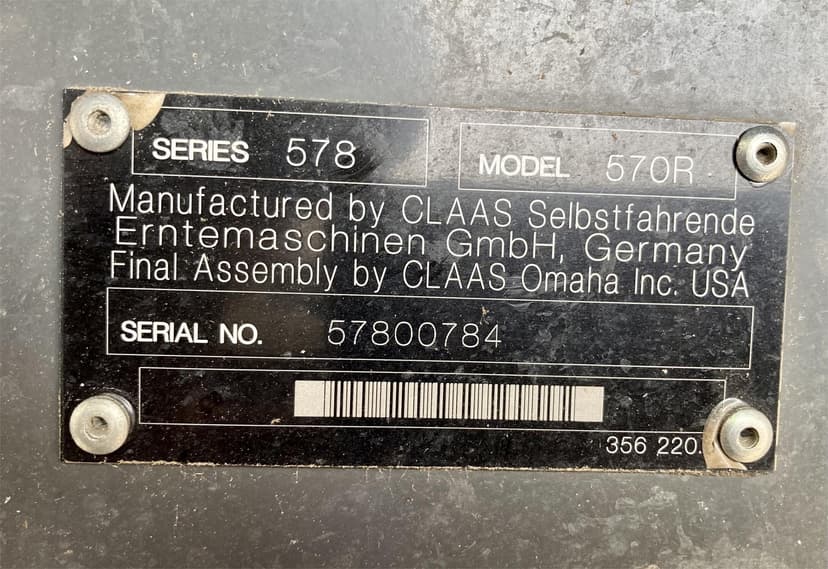 SERIES 578 MODEL 570R
Manufactured by CLAAS Selbstfahrende
Erntemaschinen GmbH, Germany
Final Assembly by CLAAS Omaha Inc. USA
SERIAL NO. 57800784
356 220.